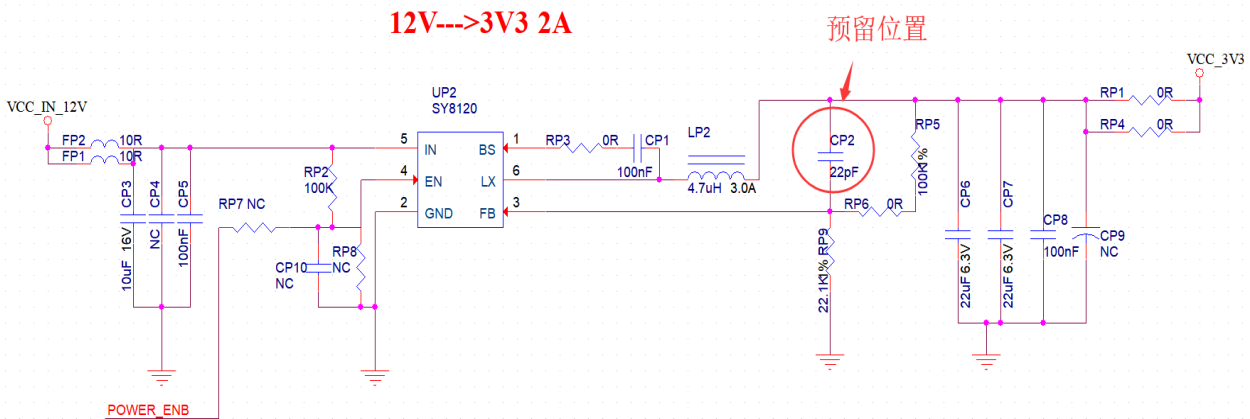 12V--->3V3 2A
预留位置
VCC_3V3
VCC_IN_12V
UP2
SY8120
RP1 0R
RP4 0R
FP2 10R
FP1 10R
5 IN BS 1
4 EN LX 6
2 GND FB 3
RP3 0R
CP1
100nF
LP2
4.7uH 3.0A
CP2
22pF
RP5
100K1%
RP6 0R
RP2
100K
RP7 NC
CP3
10uF 16V
CP4
NC
CP5
100nF
CP10
NC
RP8
NC
RP9
22.1K1%
CP6
22uF 6.3V
CP7
22uF 6.3V
CP8
100nF
CP9
NC
POWER_ENB